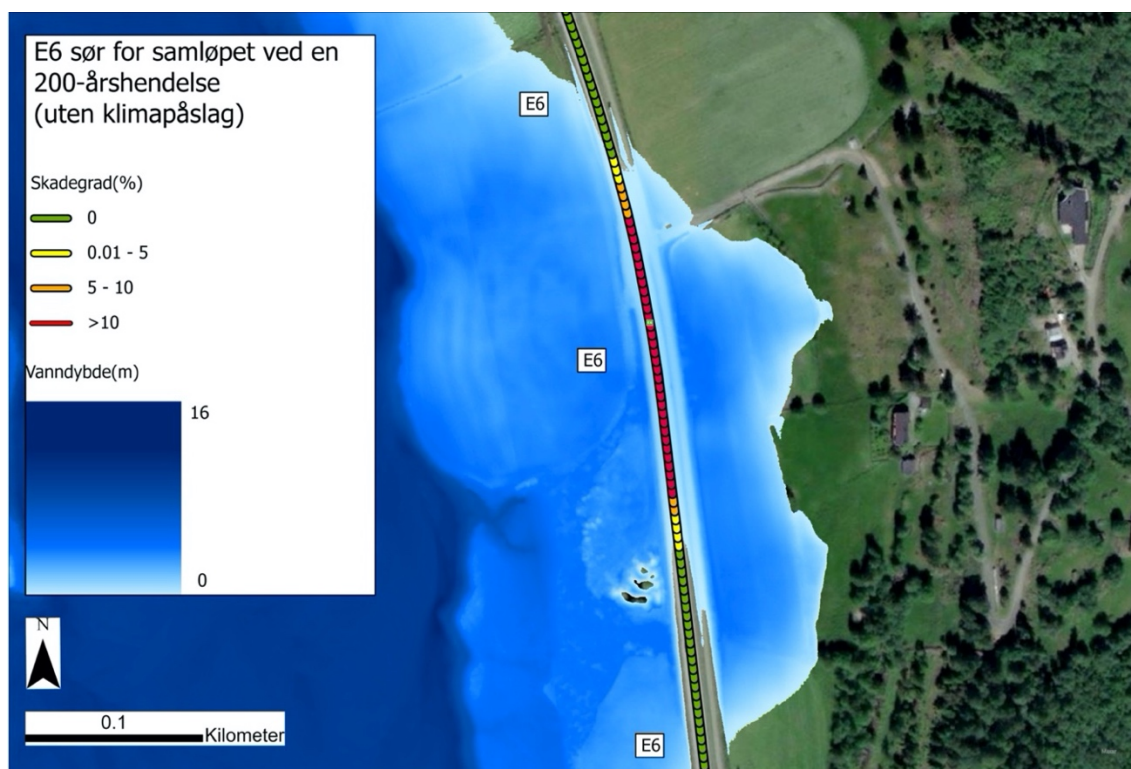 E6 sør for samløpet ved en
200-årshendelse
(uten klimapåslag)
Skadegrad(%)
0
0.01 - 5
5 - 10
>10
Vanndybde(m)
16
0
N
0.1
Kilometer
E6
E6
E6